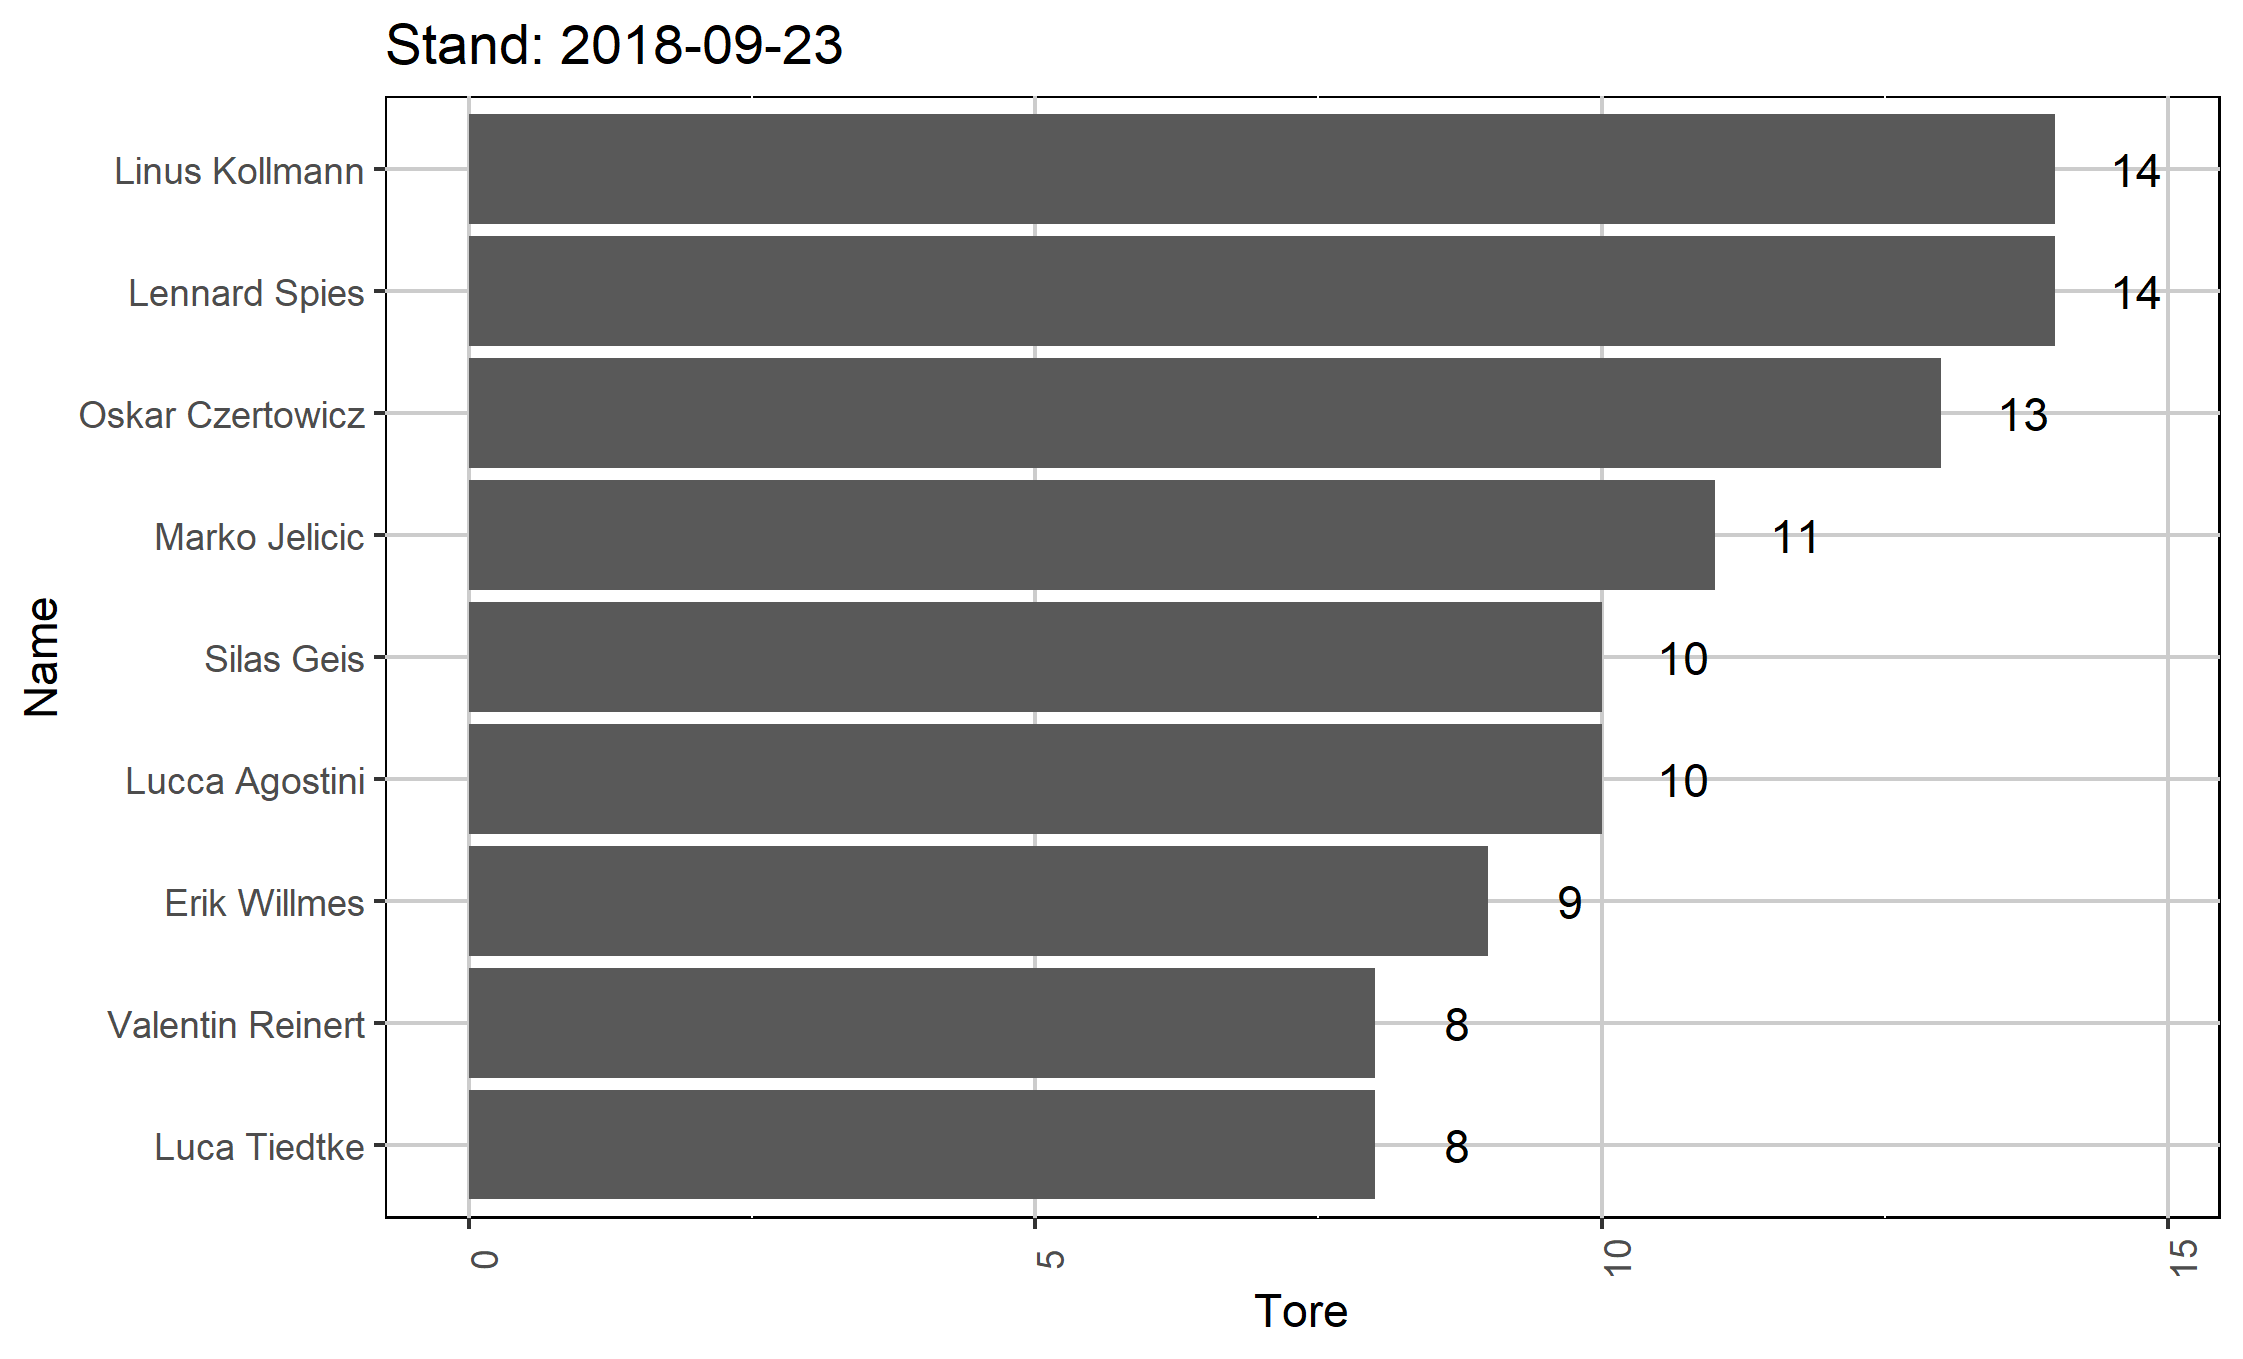 Stand: 2018-09-23
Linus Kollmann 14
Lennard Spies 14
Oskar Czertowicz 13
Marko Jelicic 11
Silas Geis 10
Lucca Agostini 10
Erik Willmes 9
Valentin Reinert 8
Luca Tiedtke 8
Name
0 5 10 15
Tore